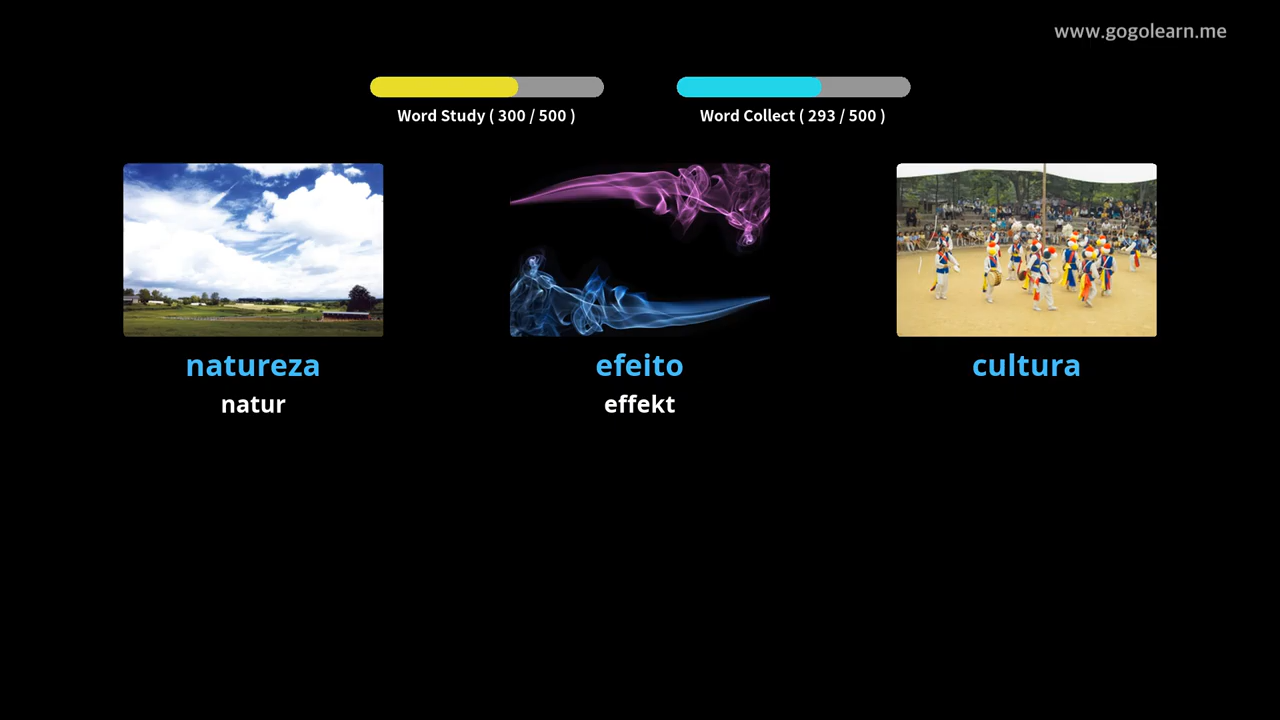 www.gogolearn.me
Word Study ( 300 / 500 )
Word Collect ( 293 / 500 )
natureza
natur
efeito
effekt
cultura